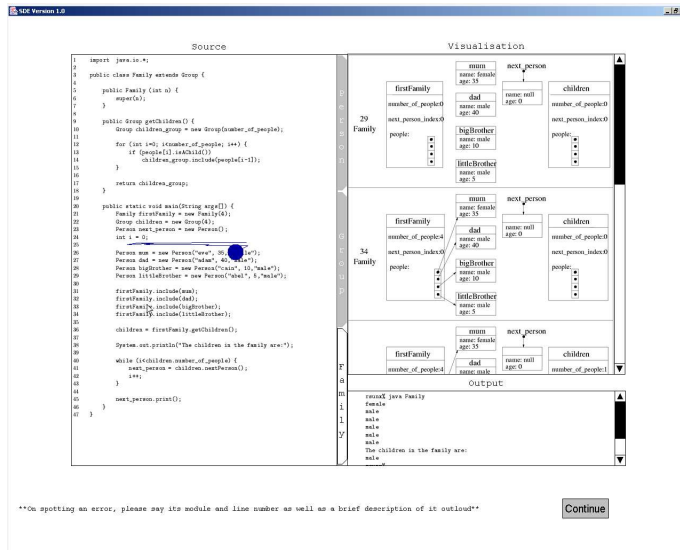 SDE Version 1.0
Source
1 import java.io.*;
2
3 public class Family extends Group {
4
5 public Family (int n) {
6 super(n);
7 }
8
9 public Group getChildren() {
10 Group children_group = new Group(number_of_people);
11
12 for (int i=0; i<number_of_people; i++) {
13 if (people[i].isAChild())
14 children_group.include(people[i-1]);
15 }
16
17 return children_group;
18 }
19
20 public static void main(String args[]) {
21 Family firstFamily = new Family(4);
22 Group children = new Group(4);
23 Person next_person = new Person();
24 int i = 0;
25
26 Person mum = new Person("eve", 35,
27 Person dad = new Person("adam", 40,
28 Person bigBrother = new Person("cain", 10,"male");
29 Person littleBrother = new Person("abel", 5,"male");
30
31 firstFamily.include(mum);
32 firstFamily.include(dad);
33 firstFamily.include(bigBrother);
34 firstFamily.include(littleBrother);
35
36 children = firstFamily.getChildren();
37
38 System.out.println("The children in the family are:");
39
40 while (i<children.number_of_people) {
41 next_person = children.nextPerson();
42 i++;
43 }
44
45 next_person.print();
46 }
47 }
Person
Group
Family
Visualisation
29
Family
firstFamily
number_of_people:0
next_person_index:0
people:
mum
name: female
age: 35
dad
name: male
age: 40
bigBrother
name: male
age: 10
littleBrother
name: male
age: 5
next_person
name: null
age: 0
children
number_of_people:0
next_person_index:0
people:
34
Family
firstFamily
number_of_people:4
next_person_index:0
people:
mum
name: female
age: 35
dad
name: male
age: 40
bigBrother
name: male
age: 10
littleBrother
name: male
age: 5
next_person
name: null
age: 0
children
number_of_people:0
next_person_index:0
people:
firstFamily
number_of_people:4
mum
name: female
age: 35
dad
name: male
age: 40
next_person
name: null
age: 0
children
number_of_people:1
Output
rsunx% java Family
female
male
male
male
male
male
The children in the family are:
male
**On spotting an error, please say its module and line number as well as a brief description of it outloud**
Continue